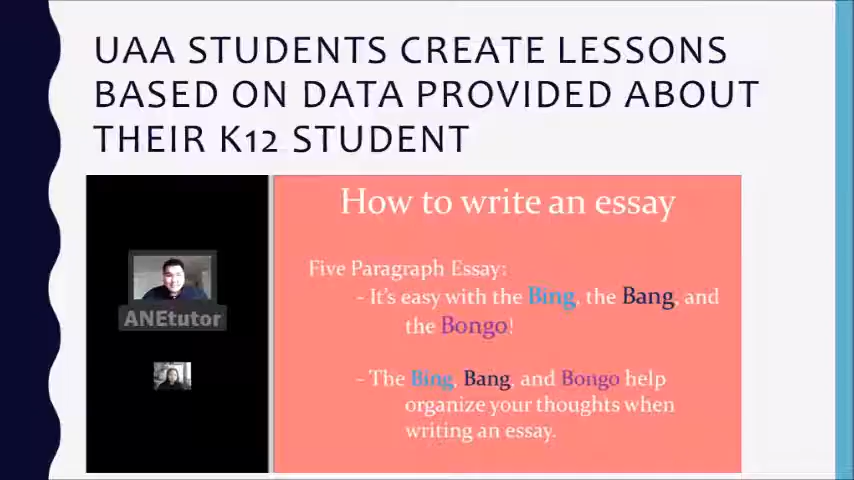 UAA STUDENTS CREATE LESSONS
BASED ON DATA PROVIDED ABOUT
THEIR K12 STUDENT
How to write an essay
Five Paragraph Essay:
- It's easy with the Bing, the Bang, and
the Bongo!
- The Bing, Bang, and Bongo help
organize your thoughts when
writing an essay.
ANEtutor